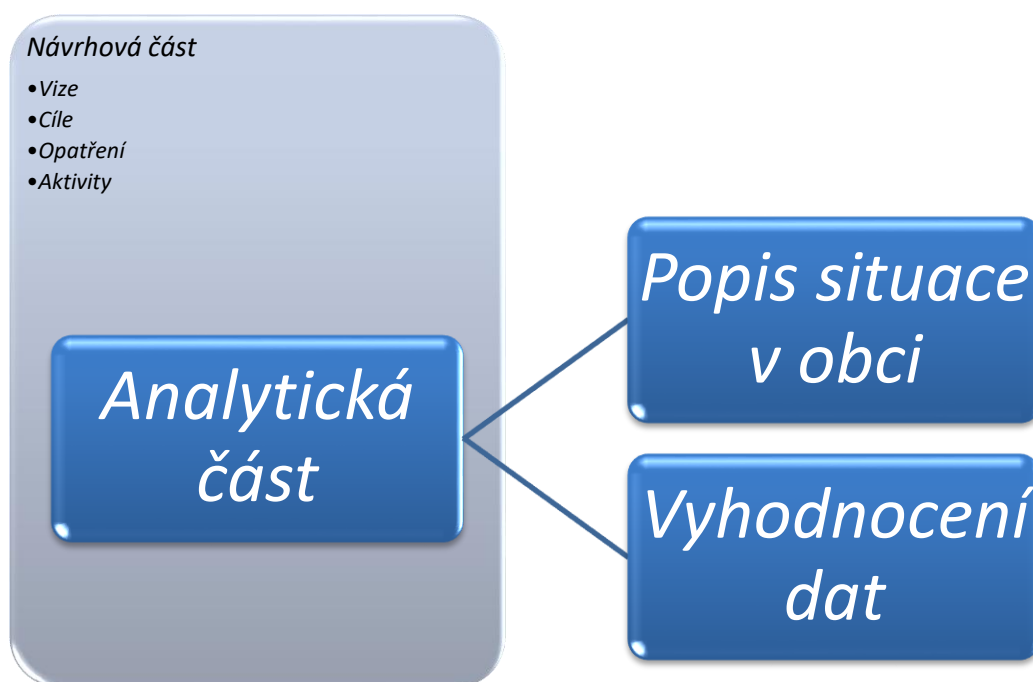 Návrhová část
•Vize
•Cíle
•Opatření
•Aktivity
Analytická
část
Popis situace
v obci
Vyhodnocení
dat